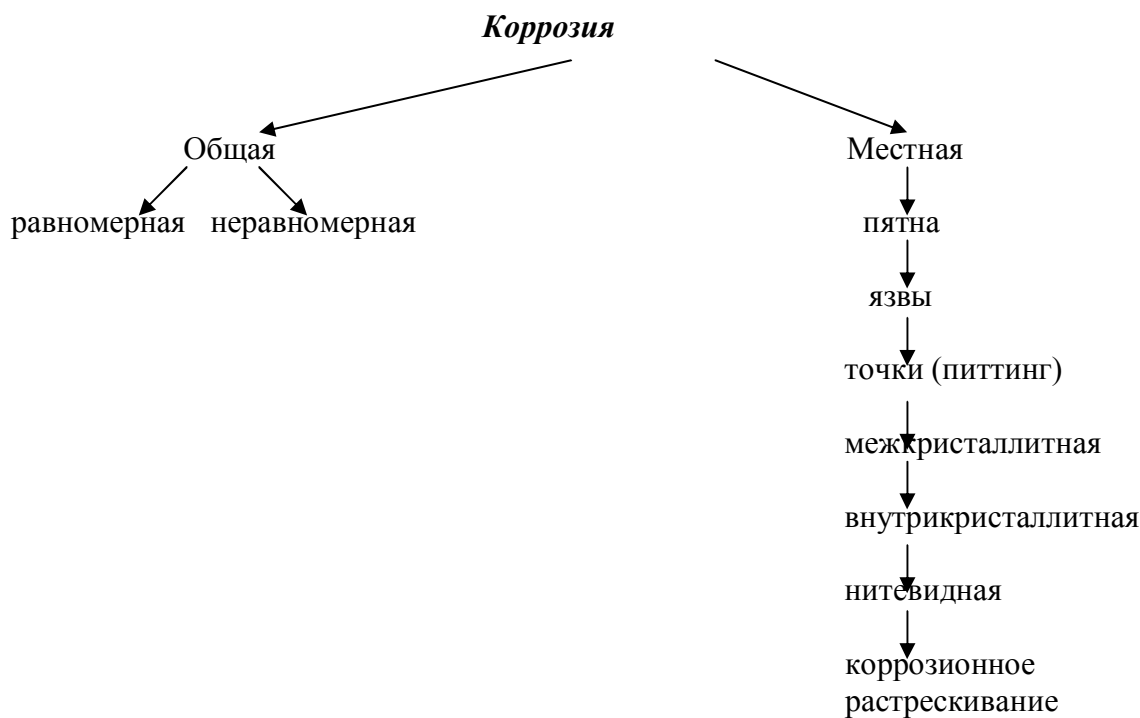 Коррозия
Общая
Местная
равномерная неравномерная
пятна
язвы
точки (питтинг)
межкристаллитная
внутрикристаллитная
нитевидная
коррозионное
растрескивание